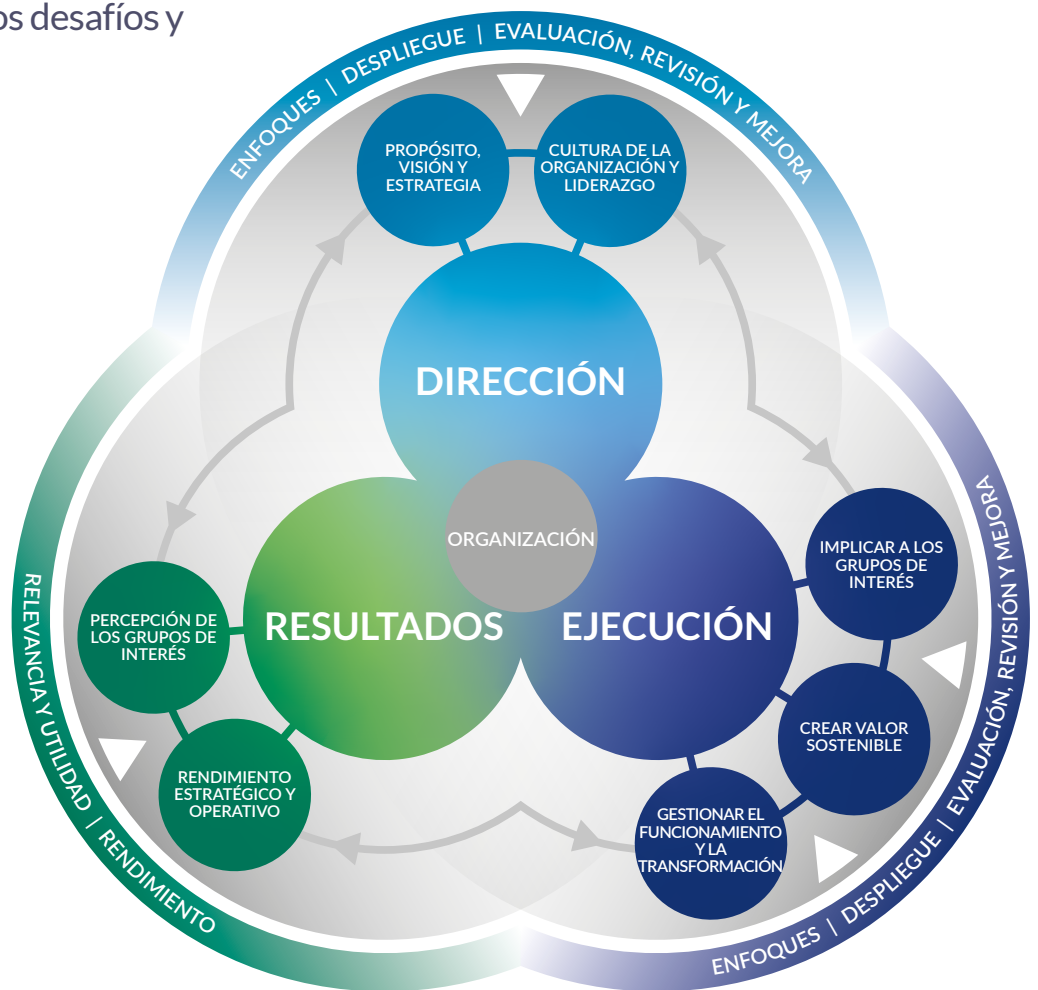 os desafíos y
ENFOQUES | DESPLIEGUE | EVALUACIÓN, REVISIÓN Y MEJORA
PROPÓSITO,
VISIÓN Y
ESTRATEGIA
CULTURA DE LA
ORGANIZACIÓN Y
LIDERAZGO
DIRECCIÓN
ORGANIZACIÓN
RESULTADOS
EJECUCIÓN
IMPLICAR A LOS
GRUPOS DE
INTERÉS
CREAR VALOR
SOSTENIBLE
GESTIONAR EL
FUNCIONAMIENTO
Y LA
TRANSFORMACIÓN
ENFOQUES | DESPLIEGUE | EVALUACIÓN, REVISIÓN Y MEJORA
PERCEPCIÓN DE
LOS GRUPOS DE
INTERÉS
RENDIMIENTO
ESTRATÉGICO Y
OPERATIVO
RELEVANCIA Y UTILIDAD | RENDIMIENTO